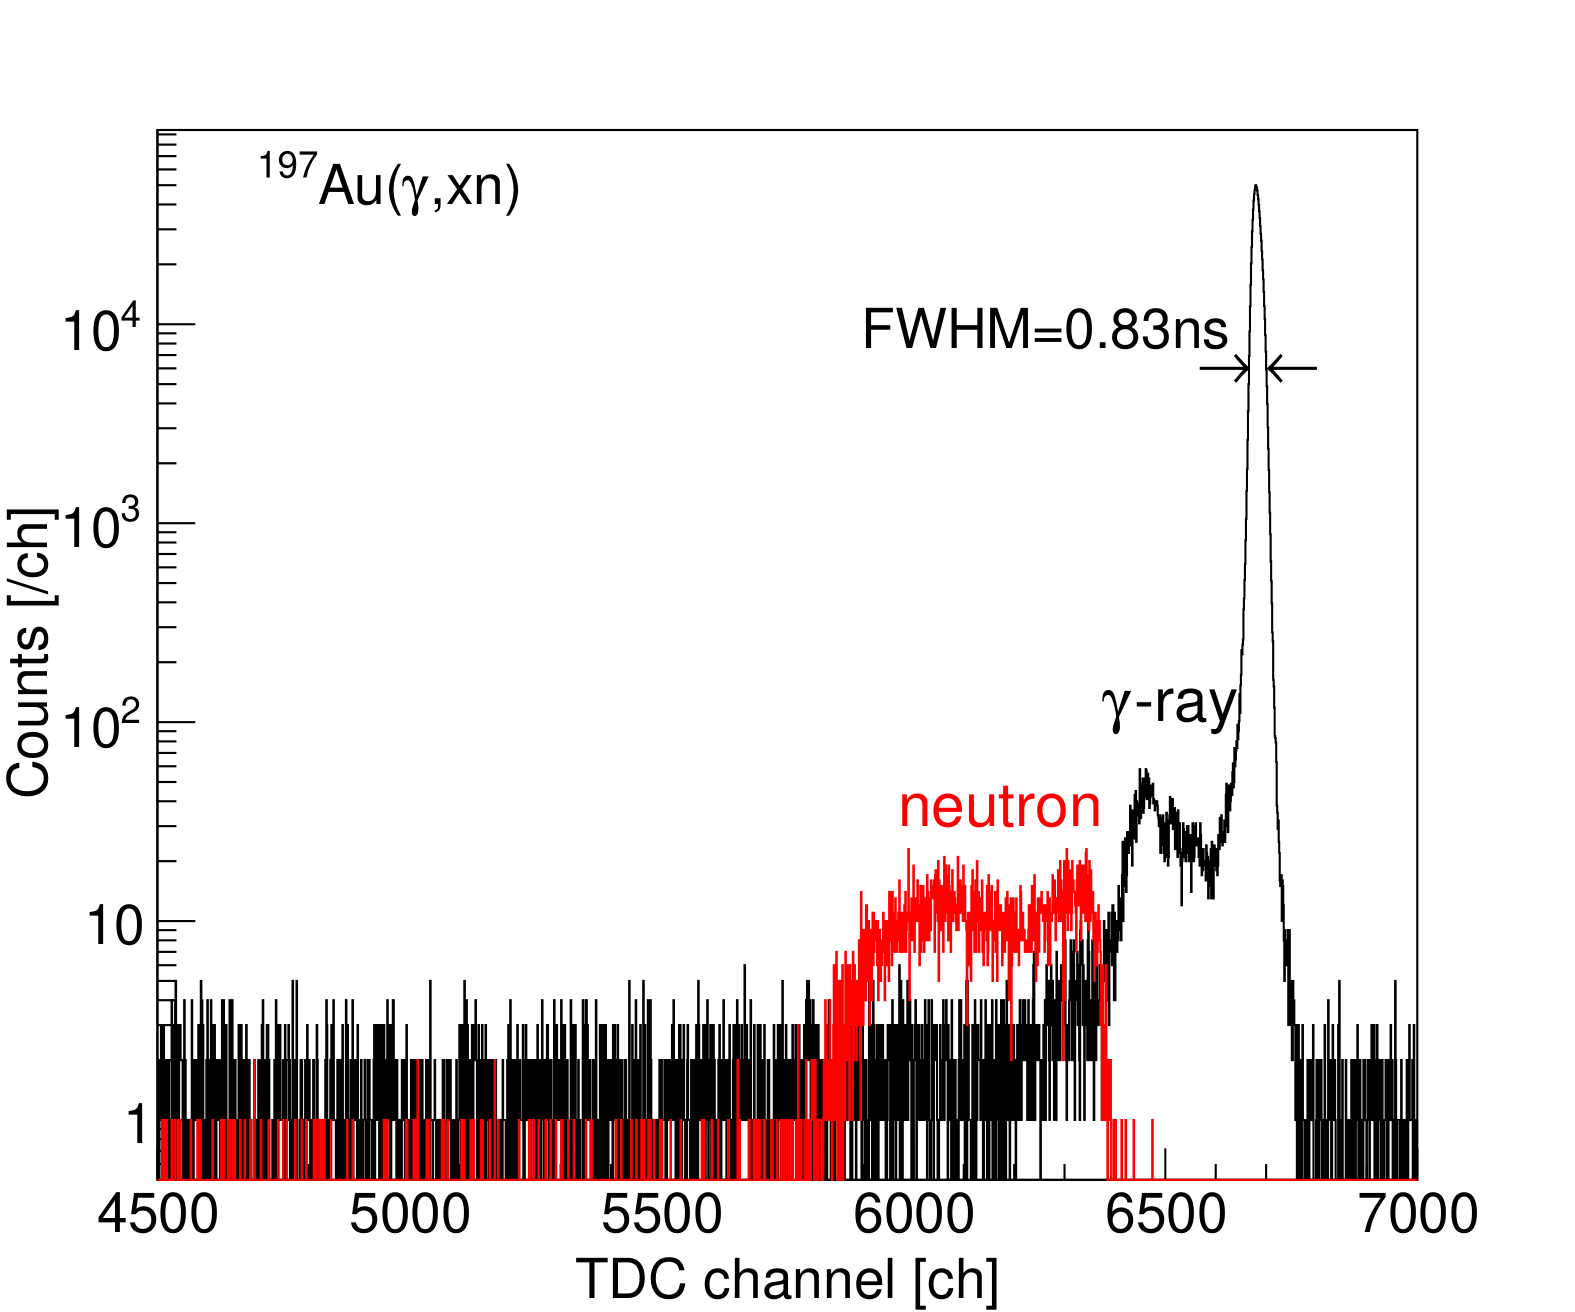 ¹⁹⁷Au(γ,xn)
FWHM=0.83ns
γ-ray
neutron
Counts [/ch]
10⁴
10³
10²
10
1
4500 5000 5500 6000 6500 7000
TDC channel [ch]